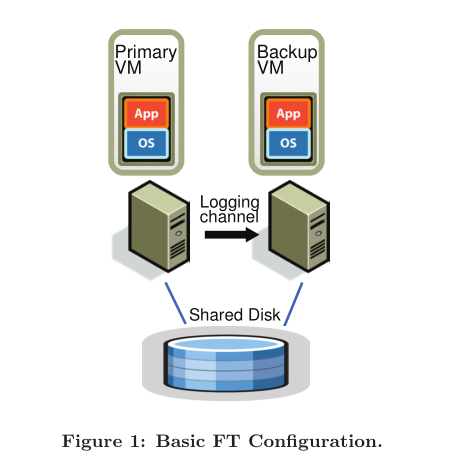 Primary
VM
Backup
VM
App
OS
App
OS
Logging
channel
Shared Disk
Figure 1: Basic FT Configuration.